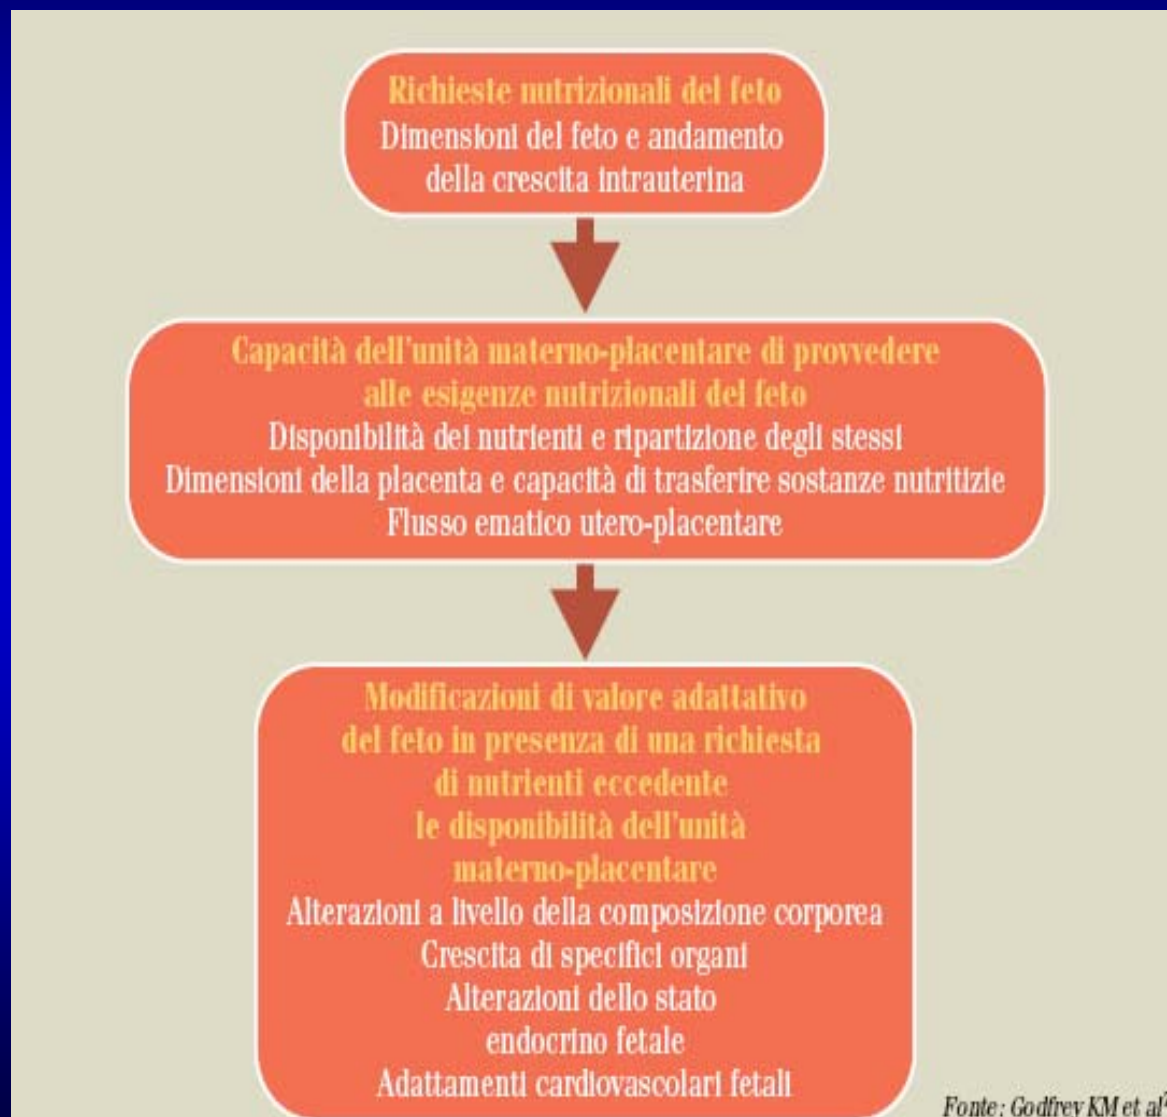 Richieste nutrizionali del feto
Dimensioni del feto e andamento
della crescita intrauterina
Capacità dell'unità materno-placentare di provvedere
alle esigenze nutrizionali del feto
Disponibilità dei nutrienti e ripartizione degli stessi
Dimensioni della placenta e capacità di trasferire sostanze nutritizie
Flusso ematico utero-placentare
Modificazioni di valore adattativo
del feto in presenza di una richiesta
di nutrienti eccedente
le disponibilità dell'unità
materno-placentare
Alterazioni a livello della composizione corporea
Crescita di specifici organi
Alterazioni dello stato
endocrino fetale
Adattamenti cardiovascolari fetali
Fonte: Godfrey KM et al